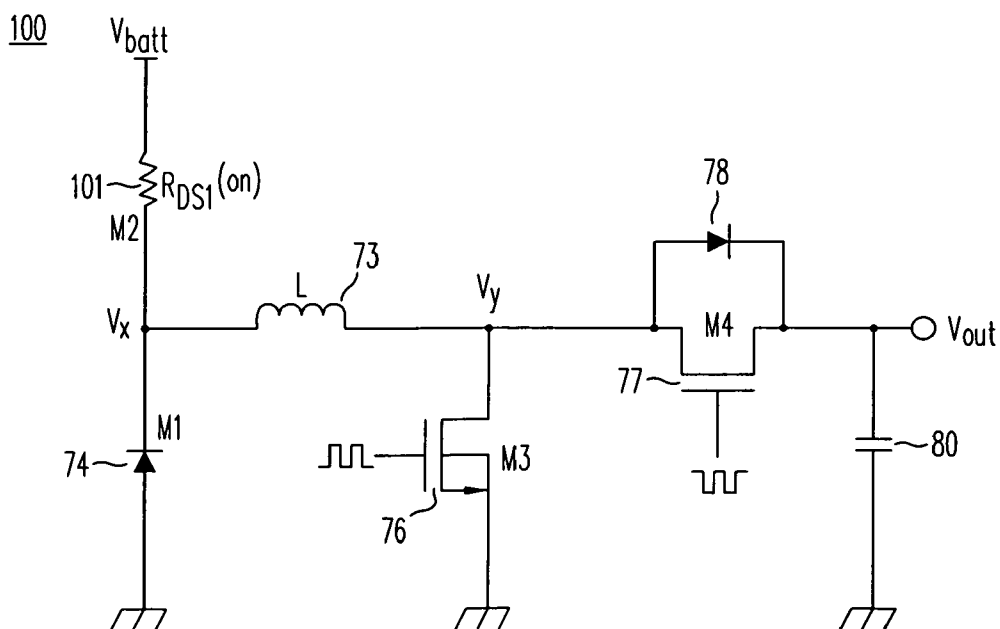 100
Vbatt
101
RDS1(on)
M2
78
L
73
Vx
Vy
M4
Vout
77
M1
74
M3
76
80